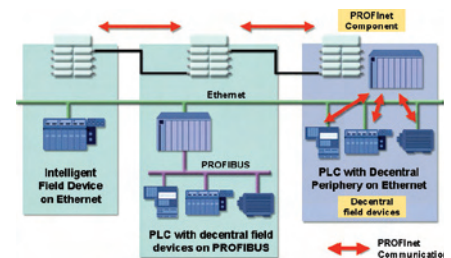 PROFInet
Component
Ethernet
Intelligent
Field Device
on Ethernet
PROFIBUS
PLC with decentral field
devices on PROFIBUS
PLC with Decentral
Periphery on Ethernet
Decentral
field devices
PROFInet
Communication